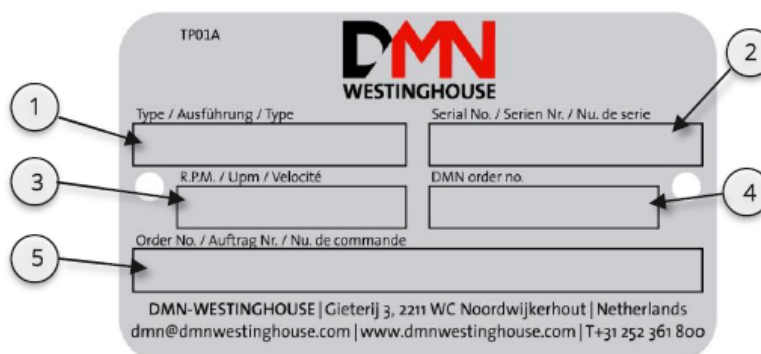 TP01A
DMN
WESTINGHOUSE
1
2
Type / Ausführung / Type
Serial No. / Serien Nr. / Nu. de serie
3
R.P.M. / Upm / Velocité
DMN order no.
4
5
Order No. / Auftrag Nr. / Nu. de commande
DMN-WESTINGHOUSE | Gieterij 3, 2211 WC Noordwijkerhout | Netherlands
dmn@dmnwestinghouse.com | www.dmnwestinghouse.com | T+31 252 361 800